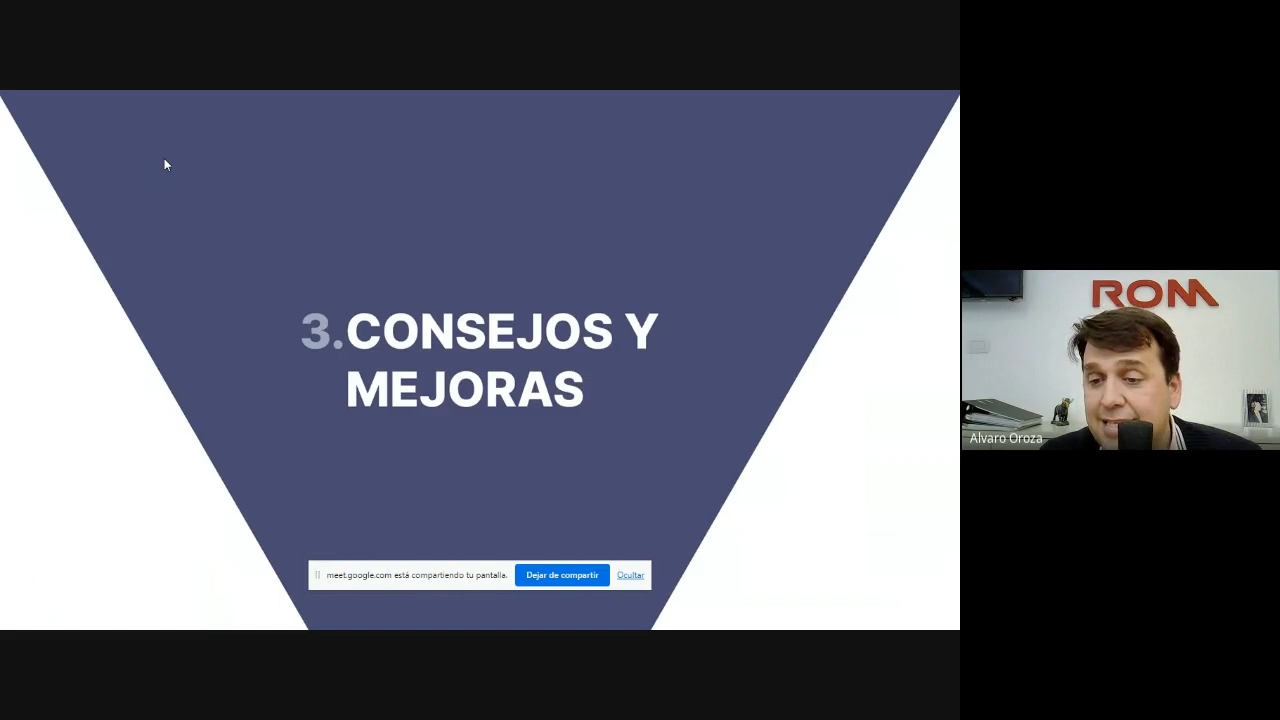 3.CONSEJOS Y
MEJORAS
meet.google.com está compartiendo tu pantalla.
Dejar de compartir
Ocultar
ROM
Alvaro Oroza